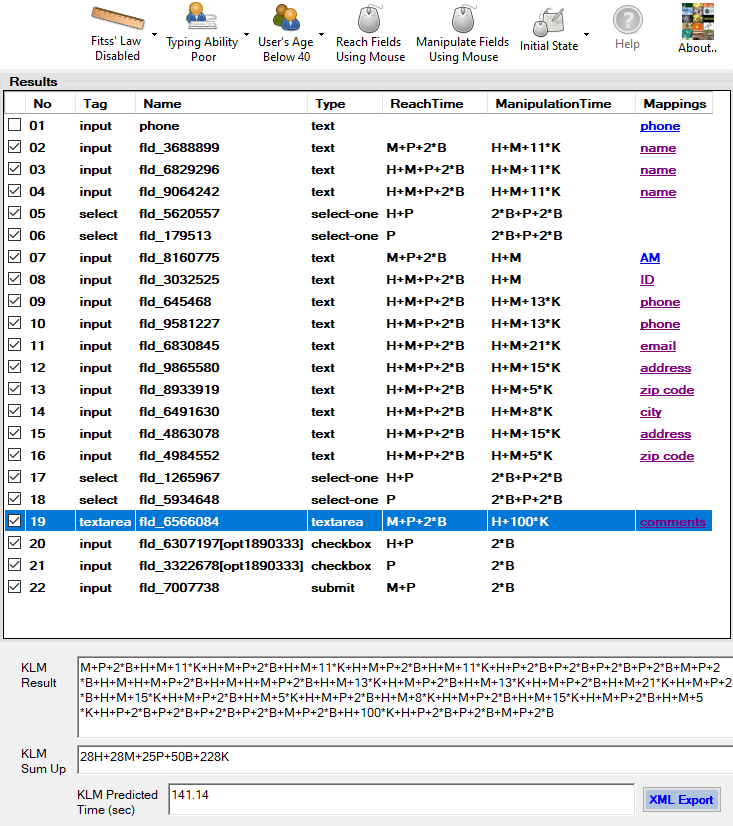 Fitss' Law Typing Ability User's Age Reach Fields Manipulate Fields Initial State Help About..
Disabled Poor Below 40 Using Mouse Using Mouse
Results
No Tag Name Type ReachTime ManipulationTime Mappings
01 input phone text phone
02 input fld_3688899 text M+P+2*B H+M+11*K name
03 input fld_6829296 text H+M+P+2*B H+M+11*K name
04 input fld_9064242 text H+M+P+2*B H+M+11*K name
05 select fld_5620557 select-one H+P 2*B+P+2*B
06 select fld_179513 select-one P 2*B+P+2*B
07 input fld_8160775 text M+P+2*B H+M AM
08 input fld_3032525 text H+M+P+2*B H+M ID
09 input fld_645468 text H+M+P+2*B H+M+13*K phone
10 input fld_9581227 text H+M+P+2*B H+M+13*K phone
11 input fld_6830845 text H+M+P+2*B H+M+21*K email
12 input fld_9865580 text H+M+P+2*B H+M+15*K address
13 input fld_8933919 text H+M+P+2*B H+M+5*K zip code
14 input fld_6491630 text H+M+P+2*B H+M+8*K city
15 input fld_4863078 text H+M+P+2*B H+M+15*K address
16 input fld_4984552 text H+M+P+2*B H+M+5*K zip code
17 select fld_1265967 select-one H+P 2*B+P+2*B
18 select fld_5934648 select-one P 2*B+P+2*B
19 textarea fld_6566084 textarea M+P+2*B H+100*K comments
20 input fld_6307197[opt1890333] checkbox H+P 2*B
21 input fld_3322678[opt1890333] checkbox P 2*B
22 input fld_7007738 submit M+P 2*B
KLM Result
M+P+2*B+H+M+11*K+H+M+P+2*B+H+M+11*K+H+M+P+2*B+H+M+11*K+H+P+2*B+P+2*B+P+2*B+P+2*B+M+P+2
*B+H+M+H+M+P+2*B+H+M+H+M+P+2*B+H+M+13*K+H+M+P+2*B+H+M+13*K+H+M+P+2*B+H+M+21*K+H+M+P+2
*B+H+M+15*K+H+M+P+2*B+H+M+5*K+H+M+P+2*B+H+M+8*K+H+M+P+2*B+H+M+15*K+H+M+P+2*B+H+M+5
*K+H+P+2*B+P+2*B+P+2*B+P+2*B+M+P+2*B+H+100*K+H+P+2*B+P+2*B+M+P+2*B
KLM Sum Up
28H+28M+25P+50B+228K
KLM Predicted Time (sec)
141.14
XML Export